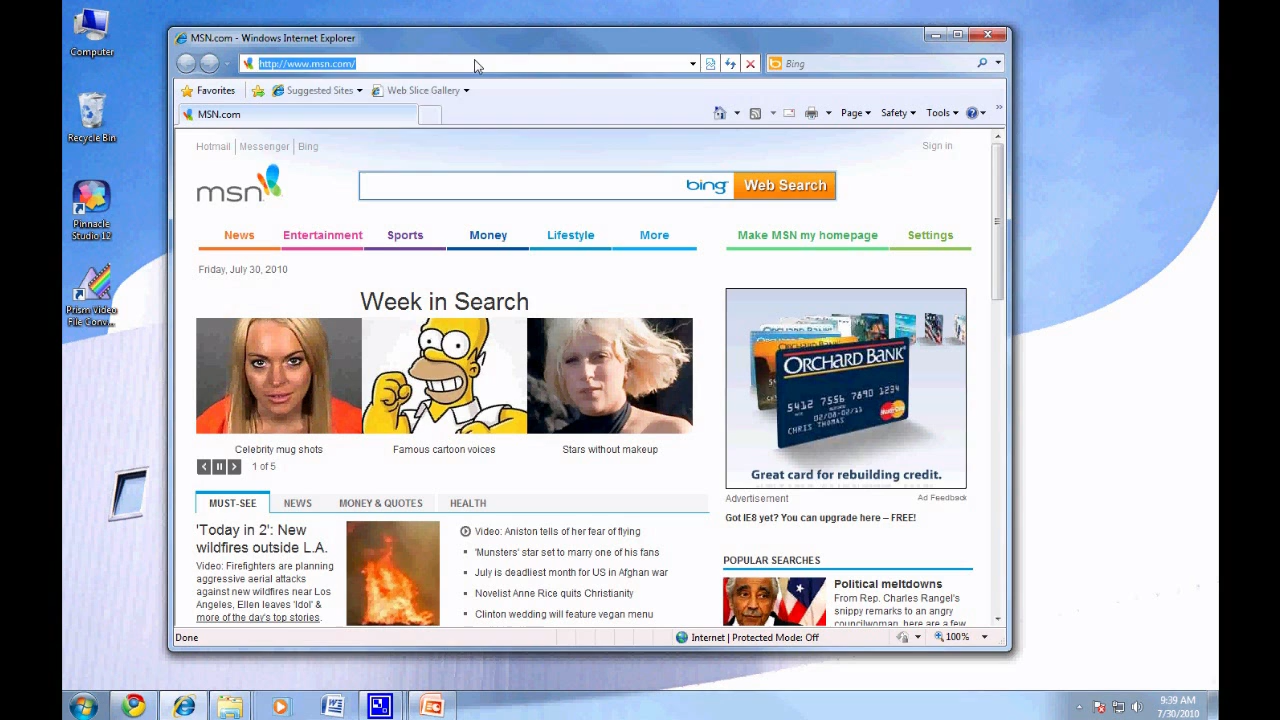 Computer
Recycle Bin
Pinnacle
Studio 12
Prism Video
File Conv...
MSN.com - Windows Internet Explorer
http://www.msn.com/
Bing
Favorites
Suggested Sites
Web Slice Gallery
MSN.com
Page
Safety
Tools
Hotmail | Messenger | Bing
Sign in
msn
bing
Web Search
News
Entertainment
Sports
Money
Lifestyle
More
Make MSN my homepage
Settings
Friday, July 30, 2010
Week in Search
Celebrity mug shots
Famous cartoon voices
Stars without makeup
1 of 5
ORCHARD BANK
5412 7556 7890 1234
02/08-02/11
CHRIS THOMAS
MasterCard
Great card for rebuilding credit.
Advertisement
Ad Feedback
Got IE8 yet? You can upgrade here – FREE!
MUST-SEE
NEWS
MONEY & QUOTES
HEALTH
'Today in 2': New
wildfires outside L.A.
Video: Firefighters are planning
aggressive aerial attacks
against new wildfires near Los
Angeles, Ellen leaves 'Idol' &
more of the day's top stories.
Video: Aniston tells of her fear of flying
'Munsters' star set to marry one of his fans
July is deadliest month for US in Afghan war
Novelist Anne Rice quits Christianity
Clinton wedding will feature vegan menu
POPULAR SEARCHES
Political meltdowns
From Rep. Charles Rangel's
snippy remarks to an angry
councilwoman, here are a few
Done
Internet | Protected Mode: Off
100%
9:39 AM
7/30/2010